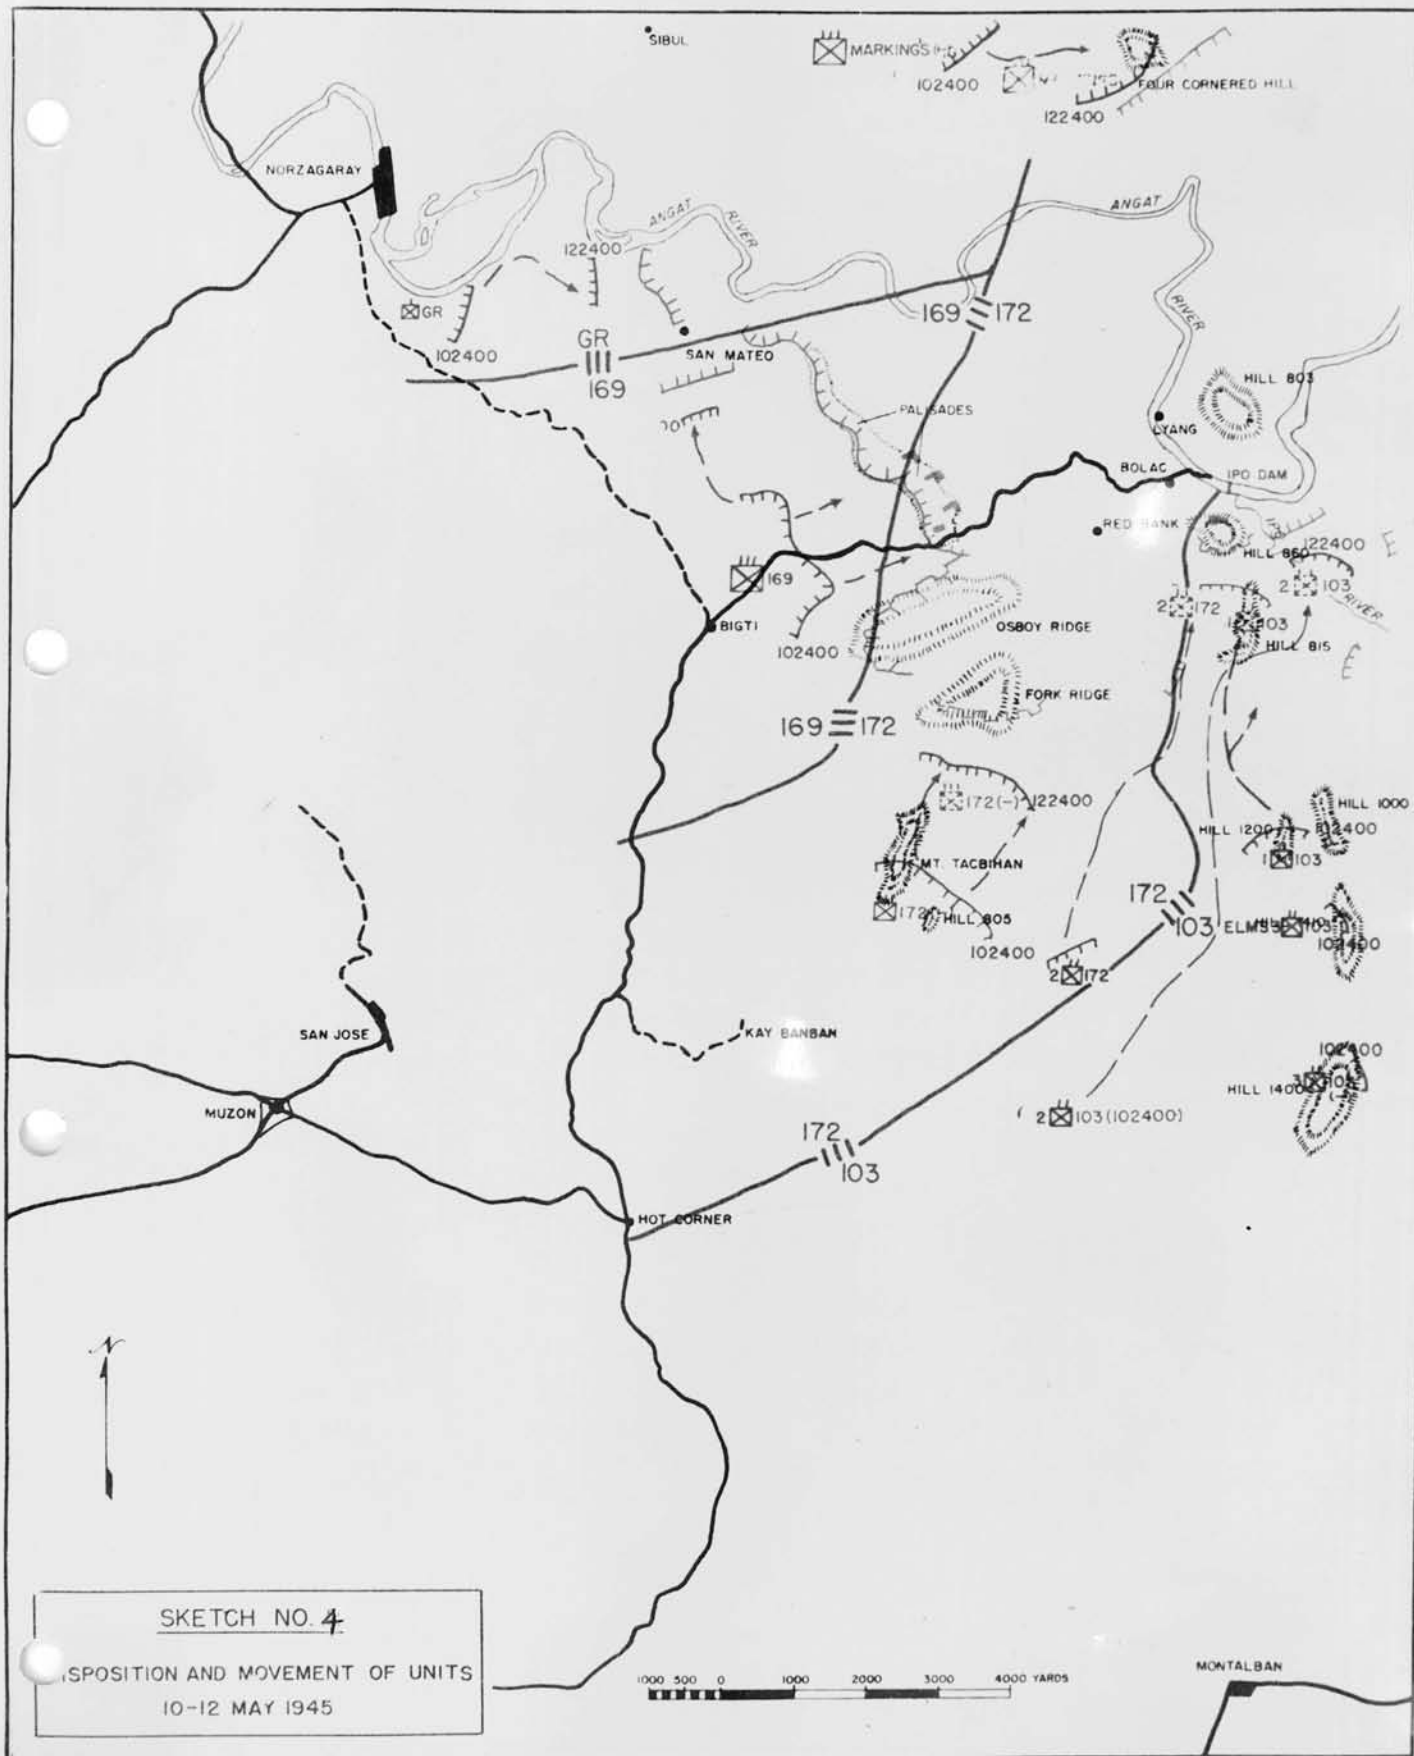 SIBUL
MARKINGS
102400
FOUR CORNERED HILL
122400
NORZAGARAY
ANGAT
RIVER
ANGAT
RIVER
122400
GR
102400
GR
169
SAN MATEO
169 172
HILL 803
PALISADES
LYANG
BOLAC
IPO DAM
RED BANK
HILL 860
122400
2 103
RIVER
169
2 172
103
HILL 815
BIGTI
OSBOY RIDGE
102400
FORK RIDGE
169 172
172(-) 122400
HILL 1000
HILL 1200
1 103
MT. TACBIHAN
172
HILL 805
172
103
102400
102400
2 172
SAN JOSE
KAY BANBAN
102400
HILL 1400
MUZON
2 103(102400)
172
103
HOT CORNER
N
SKETCH NO. 4
ISPOSITION AND MOVEMENT OF UNITS
10-12 MAY 1945
1000 500 0 1000 2000 3000 4000 YARDS
MONTALBAN